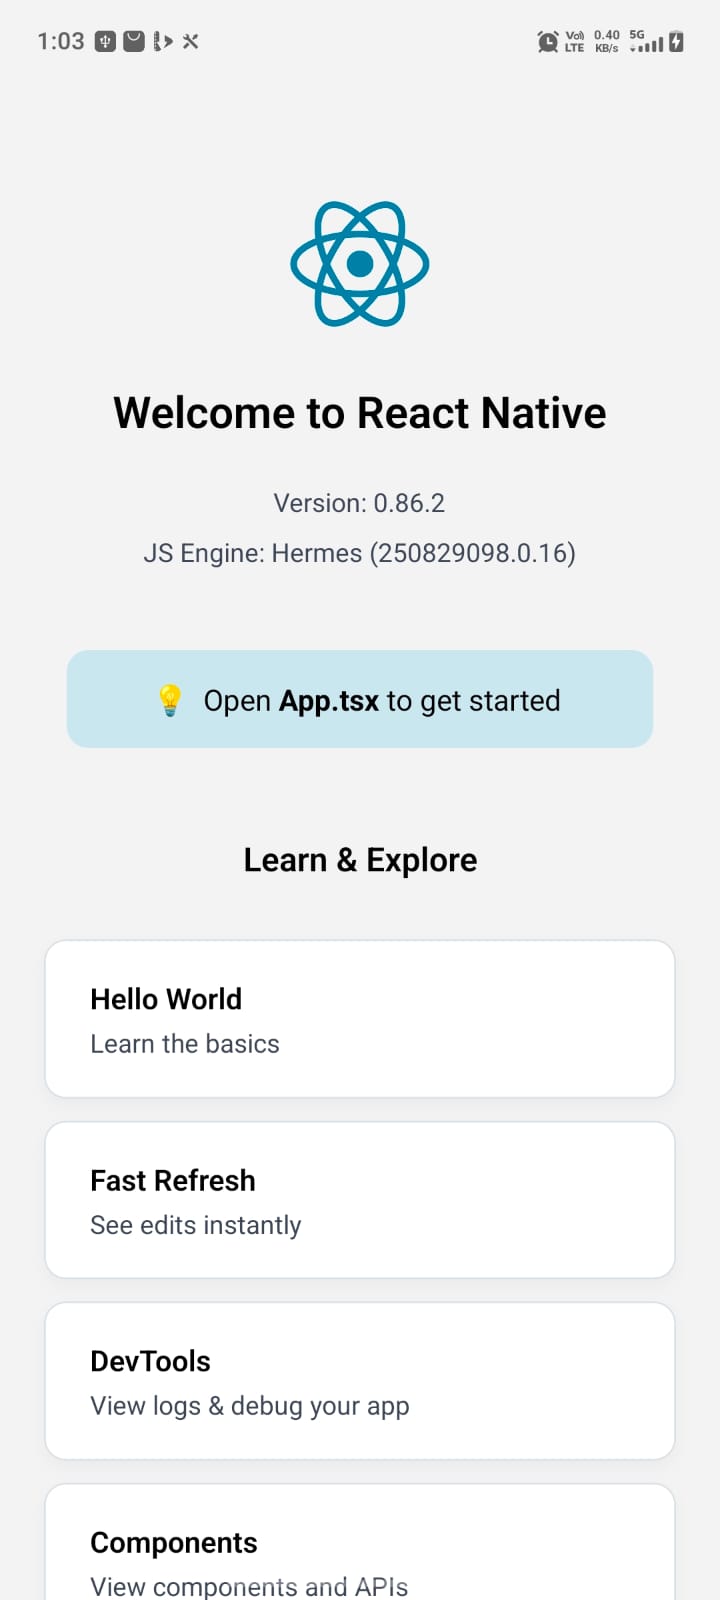 1:03
Vo) 0.40 5G
LTE KB/s
Welcome to React Native
Version: 0.86.2
JS Engine: Hermes (250829098.0.16)
💡 Open App.tsx to get started
Learn & Explore
Hello World
Learn the basics
Fast Refresh
See edits instantly
DevTools
View logs & debug your app
Components
View components and APIs